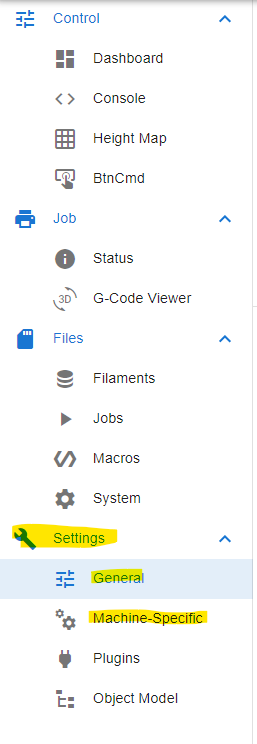 Control
Dashboard
Console
Height Map
BtnCmd
Job
Status
3D
G-Code Viewer
Files
Filaments
Jobs
Macros
System
Settings
General
Machine-Specific
Plugins
Object Model